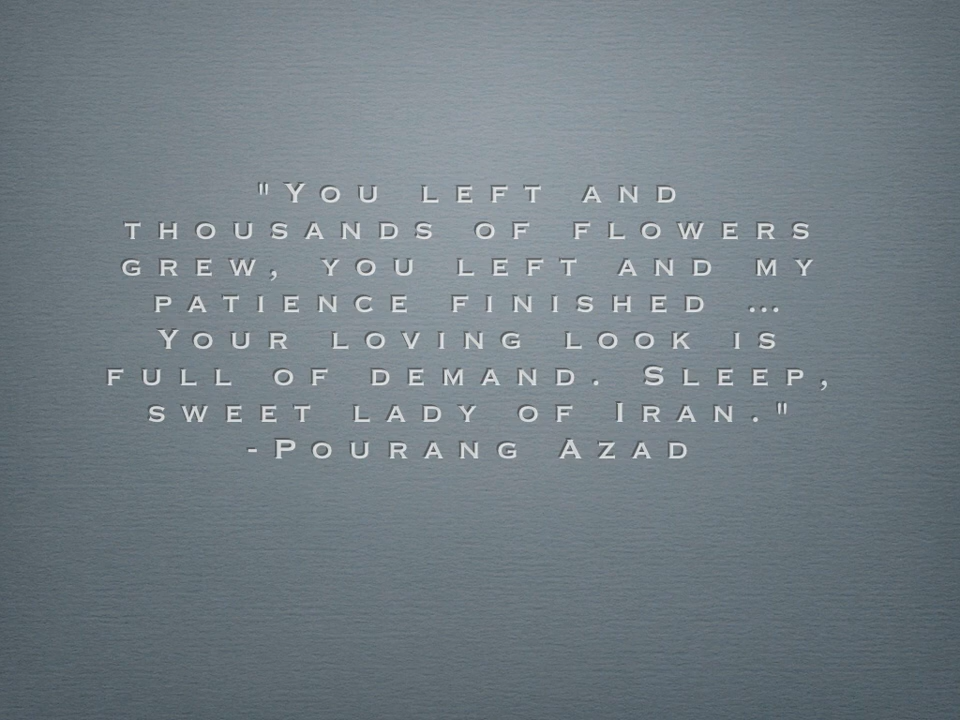 "You left and
thousands of flowers
grew, you left and my
patience finished ...
Your loving look is
full of demand. Sleep,
sweet lady of Iran."
-Pourang Azad